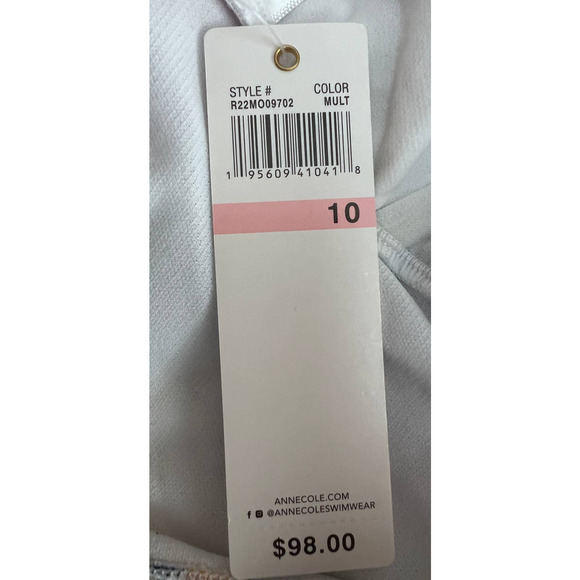 STYLE # COLOR
R22MO09702 MULT
1 95609 41041 8
10
ANNECOLE.COM
@ANNECOLESWIMWEAR
$98.00